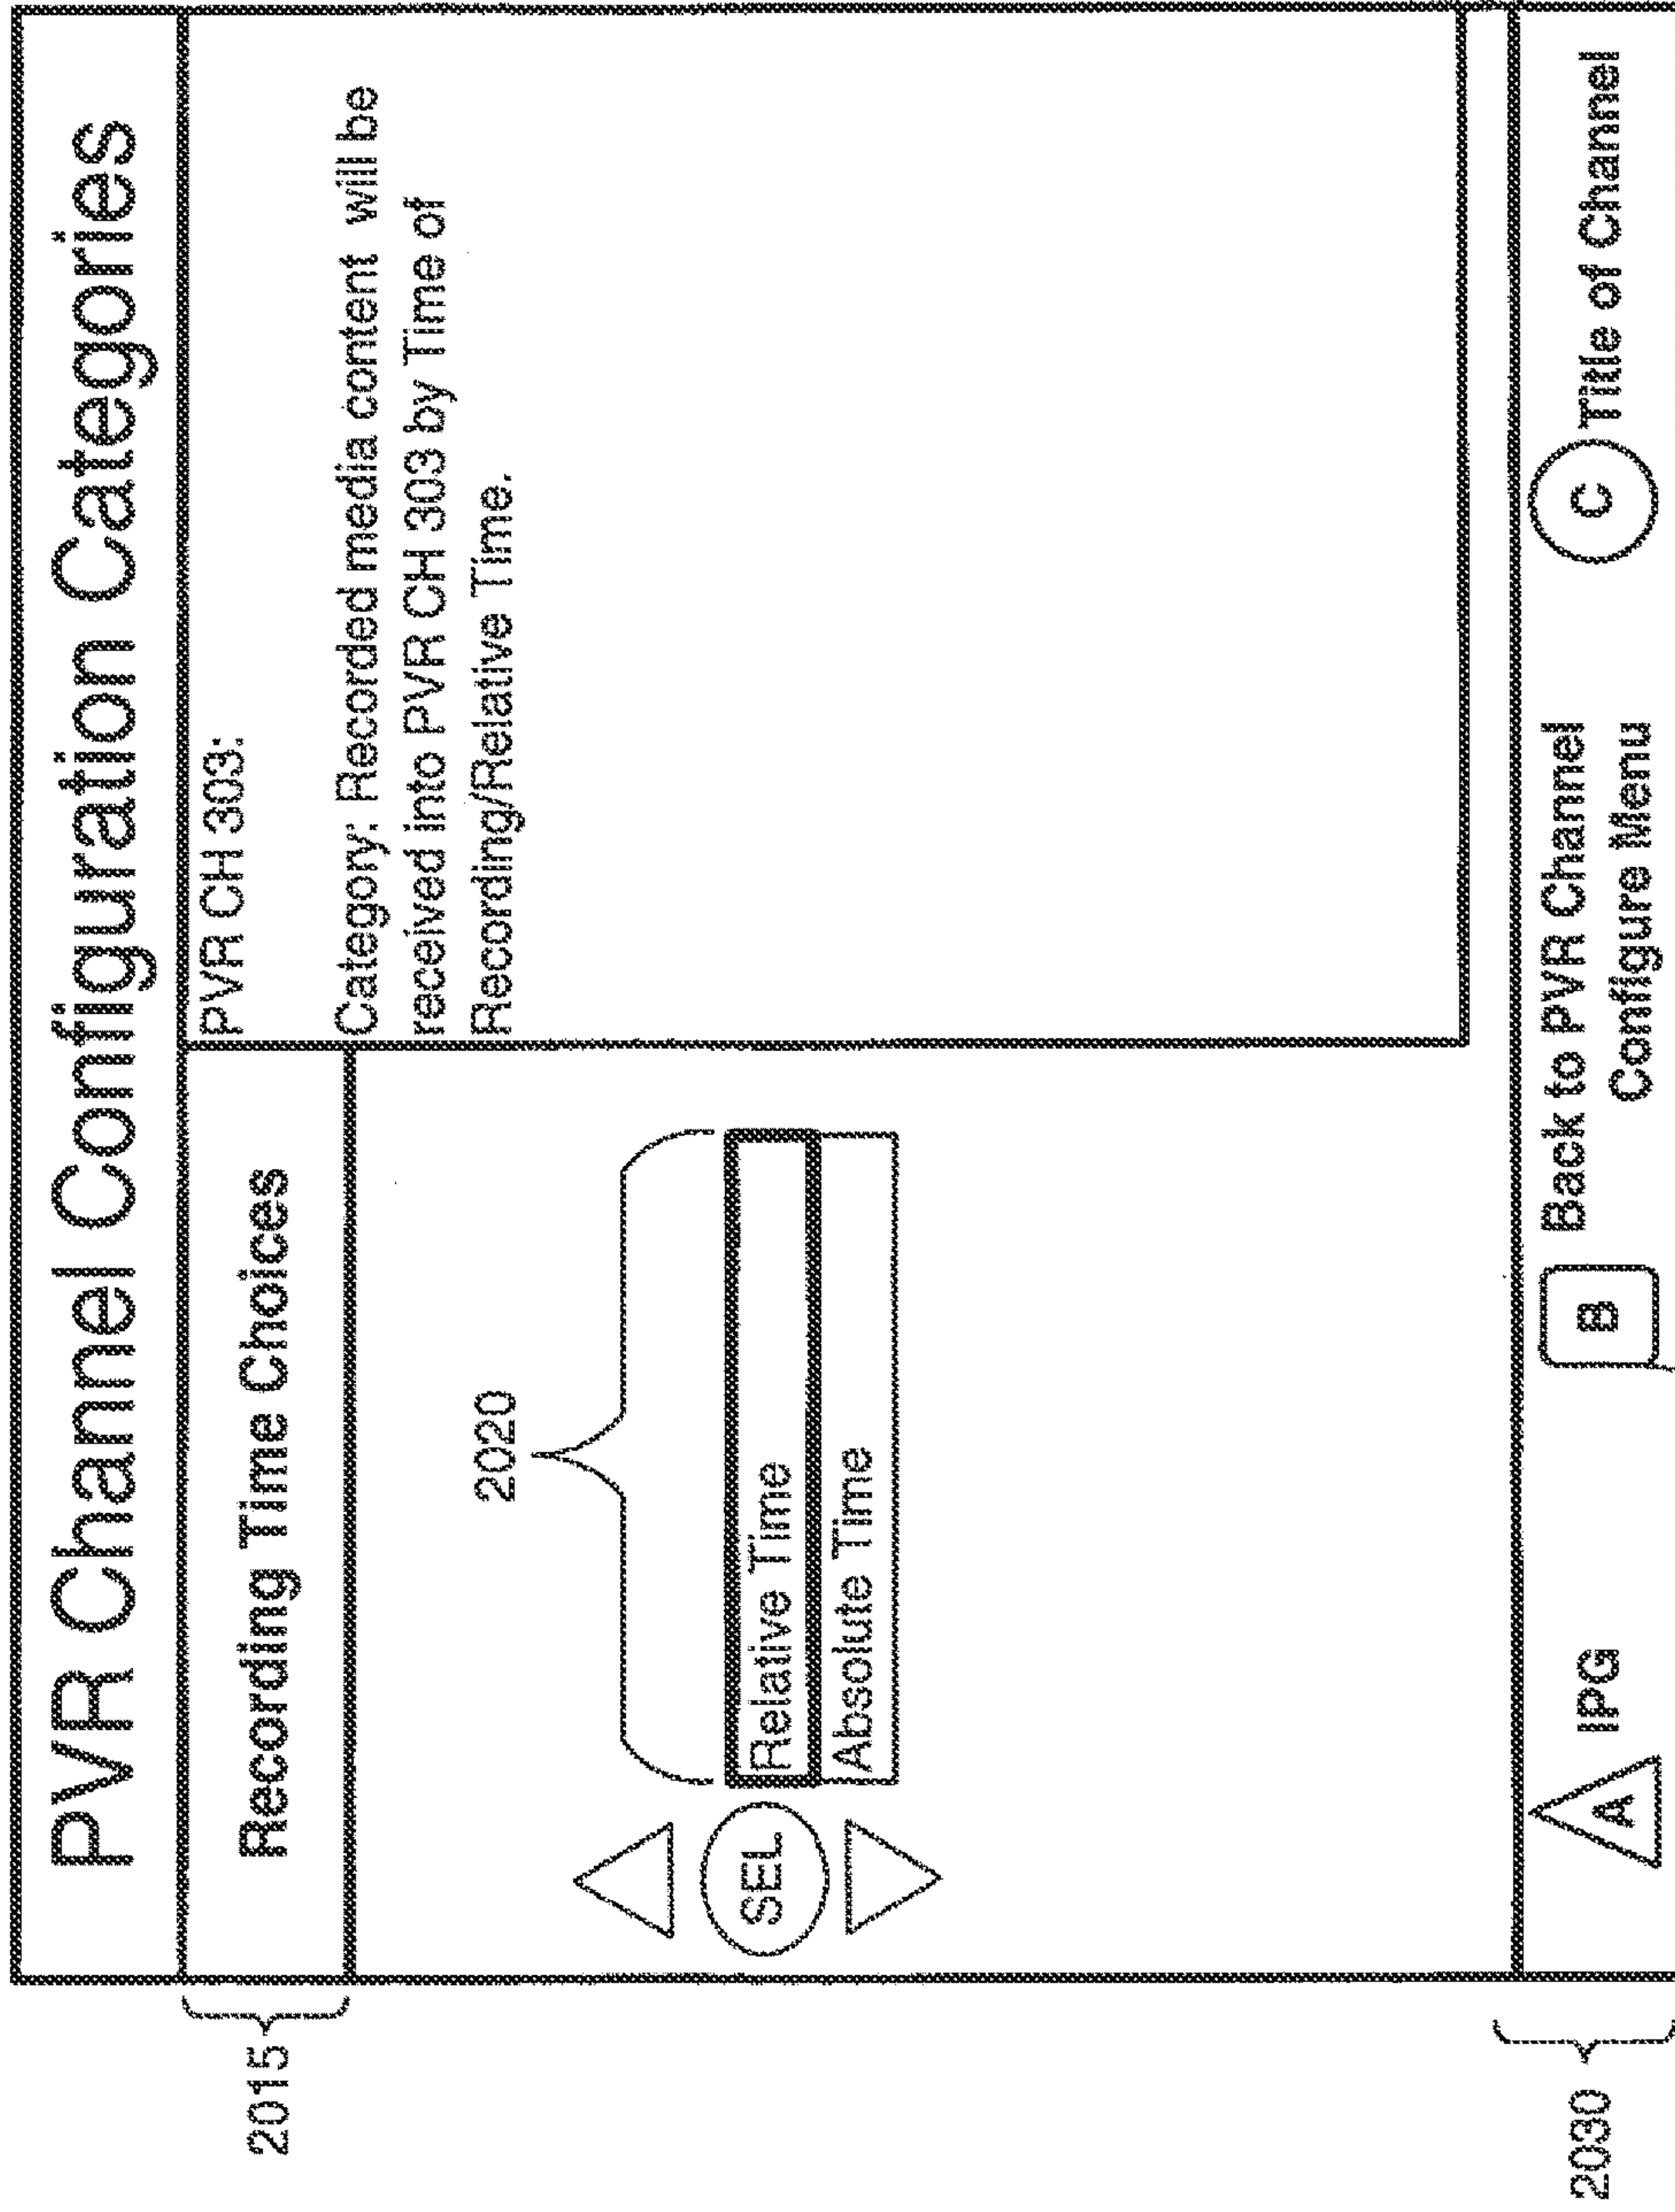 PVR Channel Configuration Categories
2015
Recording Time Choices
PVR CH 303:
Category: Recorded media content will be
received into PVR CH 303 by Time of
Recording/Relative Time.
2020
SEL
Relative Time
Absolute Time
2030
A IPG
B Back to PVR Channel
Configure Menu
C Title of Channel